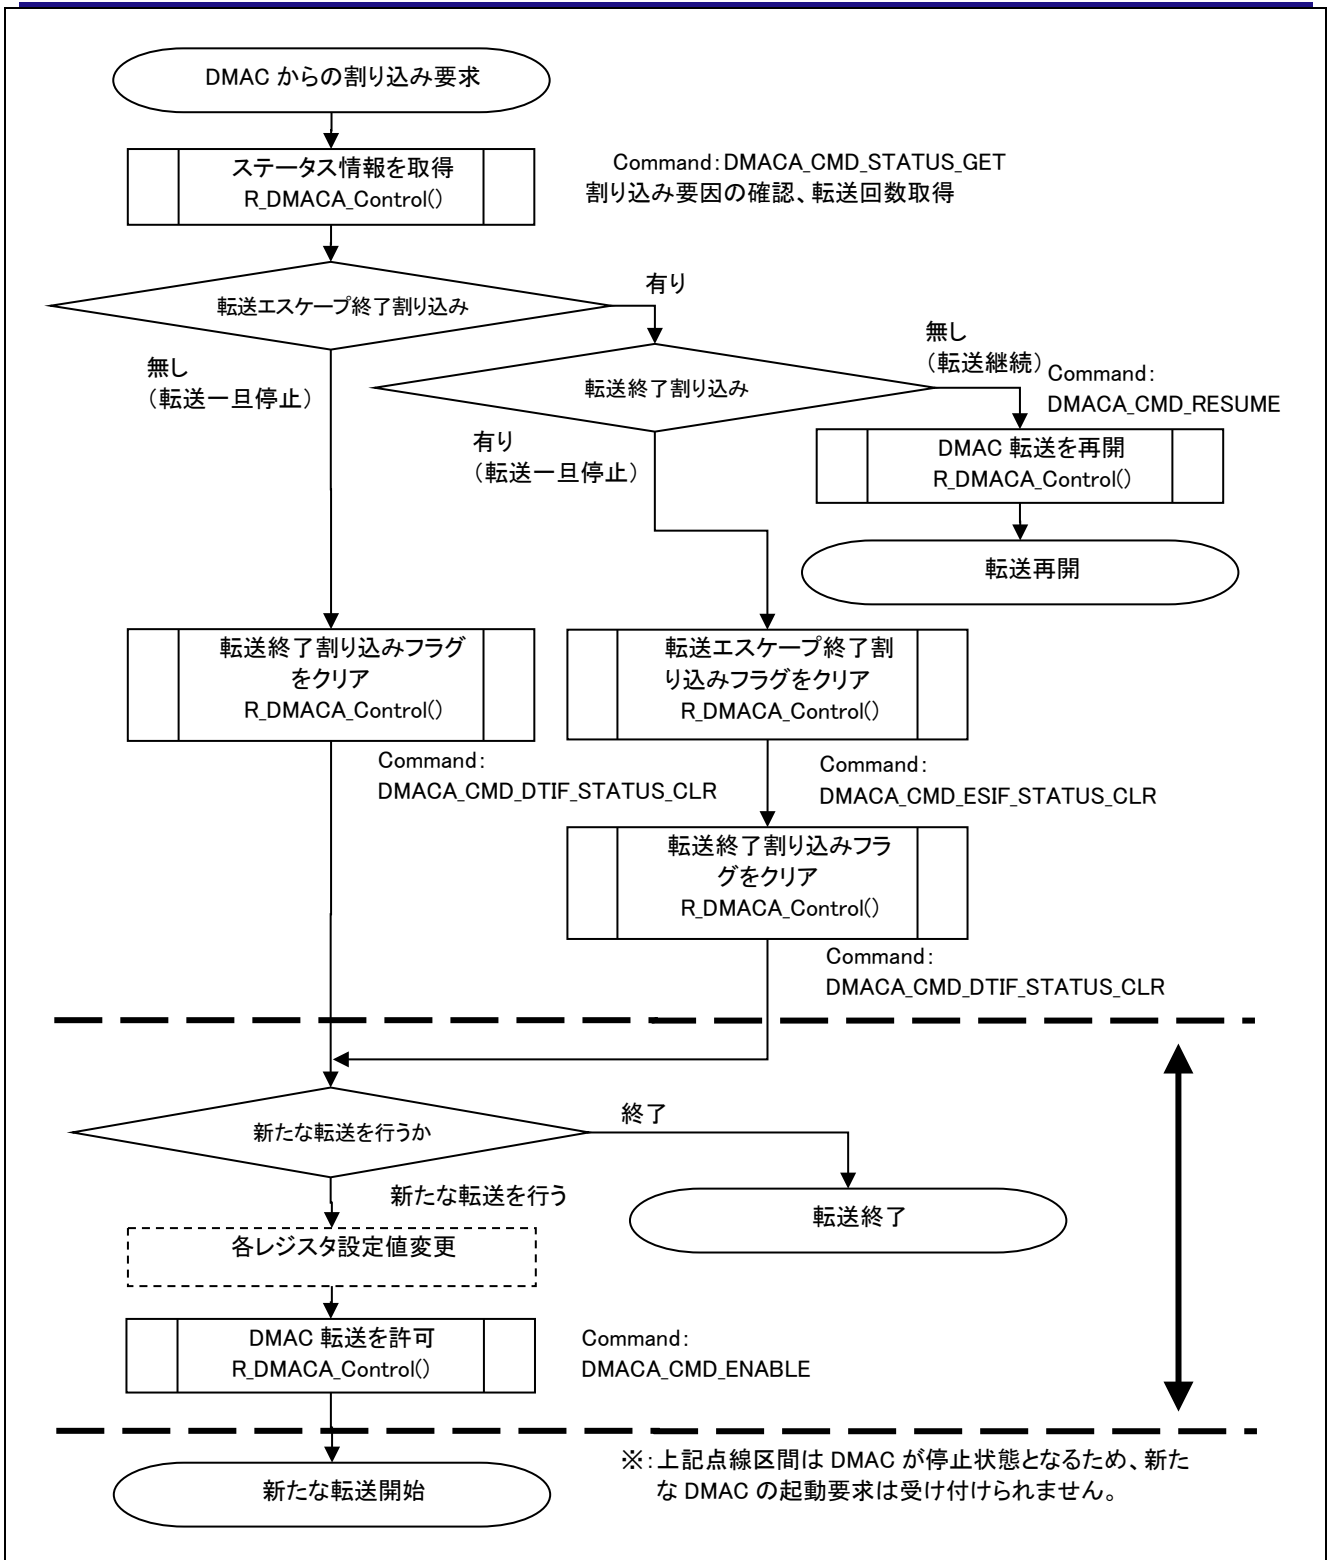 DMAC からの割り込み要求
ステータス情報を取得
R_DMACA_Control()
Command：DMACA_CMD_STATUS_GET
割り込み要因の確認、転送回数取得
転送エスケープ終了割り込み
有り
無し
（転送一旦停止）
転送終了割り込み
無し
（転送継続）
Command：
DMACA_CMD_RESUME
有り
（転送一旦停止）
DMAC 転送を再開
R_DMACA_Control()
転送再開
転送終了割り込みフラグ
をクリア
R_DMACA_Control()
Command：
DMACA_CMD_DTIF_STATUS_CLR
転送エスケープ終了割
り込みフラグをクリア
R_DMACA_Control()
Command：
DMACA_CMD_ESIF_STATUS_CLR
転送終了割り込みフラ
グをクリア
R_DMACA_Control()
Command：
DMACA_CMD_DTIF_STATUS_CLR
新たな転送を行うか
終了
新たな転送を行う
転送終了
各レジスタ設定値変更
DMAC 転送を許可
R_DMACA_Control()
Command：
DMACA_CMD_ENABLE
新たな転送開始
※：上記点線区間は DMAC が停止状態となるため、新た
な DMAC の起動要求は受け付けられません。